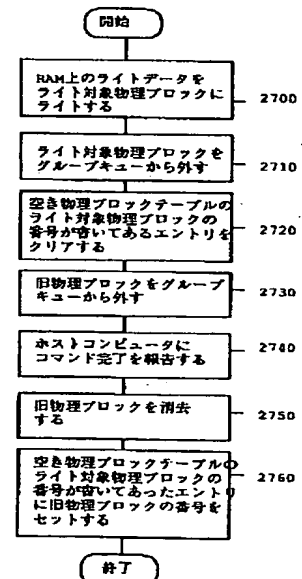 開始
RAM上のライトデータを
ライト対象物理ブロックに
ライトする
2700
ライト対象物理ブロックを
グループキューから外す
2710
空き物理ブロックテーブルの
ライト対象物理ブロックの
番号が書いてあるエントリを
クリアする
2720
旧物理ブロックをグループ
キューから外す
2730
ホストコンピュータに
コマンド完了を報告する
2740
旧物理ブロックを消去
する
2750
空き物理ブロックテーブルの
ライト対象物理ブロックの
番号が書いてあったエントリ
に旧物理ブロックの番号を
セットする
2760
終了